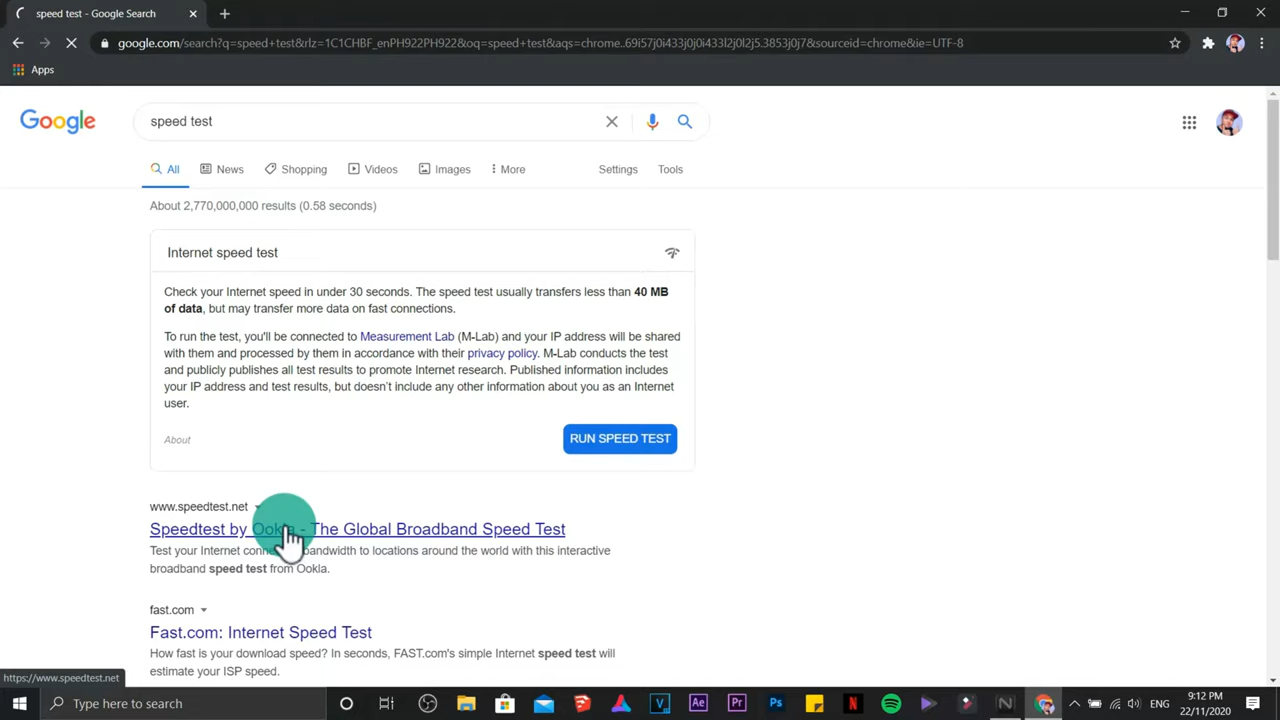 speed test - Google Search
google.com/search?q=speed+test&rlz=1C1CHBF_enPH922PH922&oq=speed+test&aqs=chrome..69i57j0i433j0j0i433l2j0l2j5.3853j0j7&sourceid=chrome&ie=UTF-8
Apps
Google
speed test
All News Shopping Videos Images More Settings Tools
About 2,770,000,000 results (0.58 seconds)
Internet speed test
Check your Internet speed in under 30 seconds. The speed test usually transfers less than 40 MB
of data, but may transfer more data on fast connections.
To run the test, you'll be connected to Measurement Lab (M-Lab) and your IP address will be shared
with them and processed by them in accordance with their privacy policy. M-Lab conducts the test
and publicly publishes all test results to promote Internet research. Published information includes
your IP address and test results, but doesn't include any other information about you as an Internet
user.
About RUN SPEED TEST
www.speedtest.net
Speedtest by Ookla - The Global Broadband Speed Test
Test your Internet bandwidth to locations around the world with this interactive
broadband speed test from Ookla.
fast.com
Fast.com: Internet Speed Test
How fast is your download speed? In seconds, FAST.com's simple Internet speed test will
estimate your ISP speed.
https://www.speedtest.net
Type here to search Ae Pr Ps N ENG 9:12 PM
22/11/2020